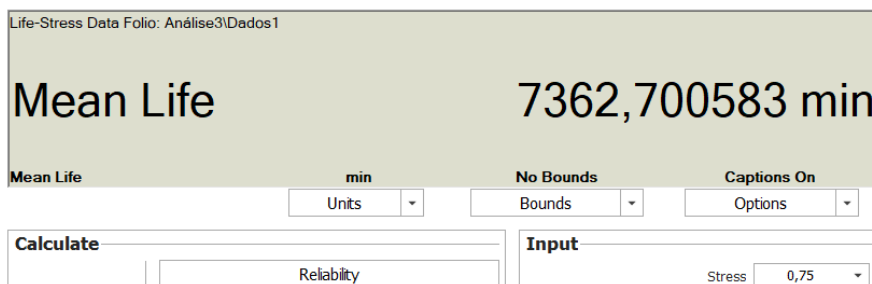 Life-Stress Data Folio: Análise3\Dados1
Mean Life 7362,700583 min
Mean Life min No Bounds Captions On
Units Bounds Options
Calculate Input
Reliability
Stress 0,75